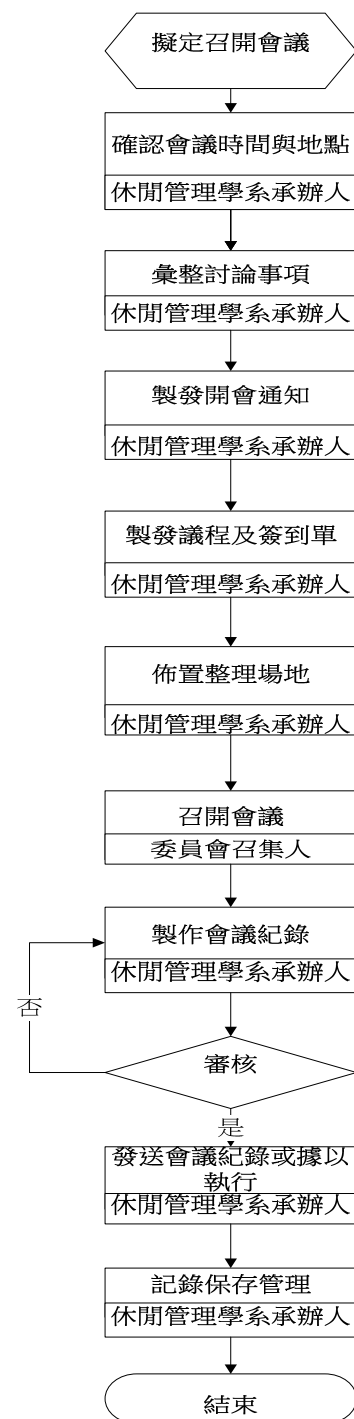 擬定召開會議
確認會議時間與地點
休閒管理學系承辦人
彙整討論事項
休閒管理學系承辦人
製發開會通知
休閒管理學系承辦人
製發議程及簽到單
休閒管理學系承辦人
佈置整理場地
休閒管理學系承辦人
召開會議
委員會召集人
製作會議紀錄
休閒管理學系承辦人
否
審核
是
發送會議紀錄或據以
執行
休閒管理學系承辦人
記錄保存管理
休閒管理學系承辦人
結束